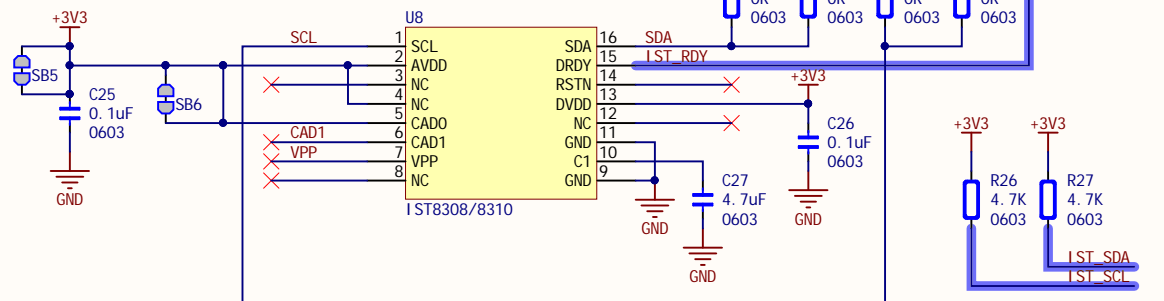 +3V3
SB5
C25
0.1uF
0603
GND
SB6
SCL
CAD1
VPP
U8
1 SCL
2 AVDD
3 NC
4 NC
5 CAD0
6 CAD1
7 VPP
8 NC
SDA 16
DRDY 15
RSTN 14
DVDD 13
NC 12
GND 11
C1 10
GND 9
IST8308/8310
SDA
IST_RDY
0603
0603
0603
0603
+3V3
C26
0.1uF
0603
GND
GND
C27
4.7uF
0603
GND
+3V3
+3V3
R26
4.7K
0603
R27
4.7K
0603
IST_SDA
IST_SCL